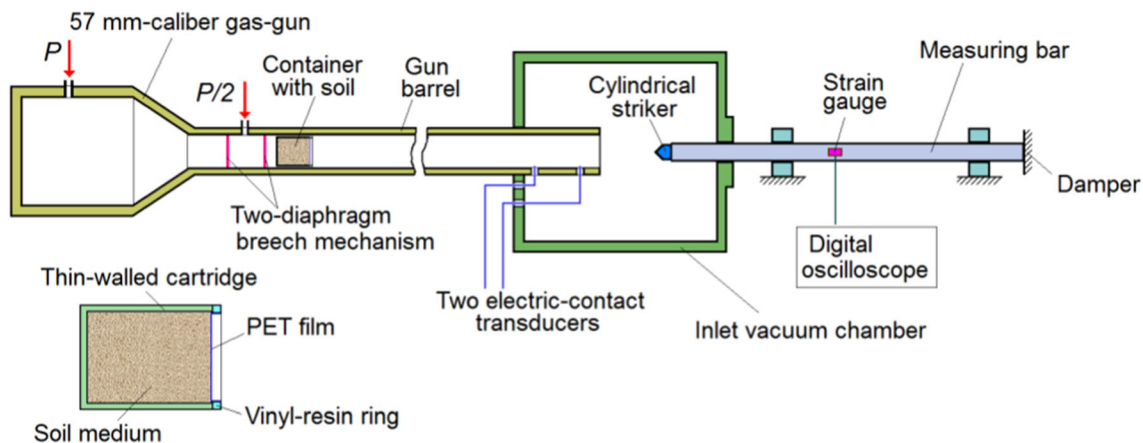 57 mm-caliber gas-gun
P
P/2
Container
with soil
Gun
barrel
Cylindrical
striker
Strain
gauge
Measuring bar
Damper
Two-diaphragm
breech mechanism
Digital
oscilloscope
Two electric-contact
transducers
Inlet vacuum chamber
Thin-walled cartridge
PET film
Vinyl-resin ring
Soil medium